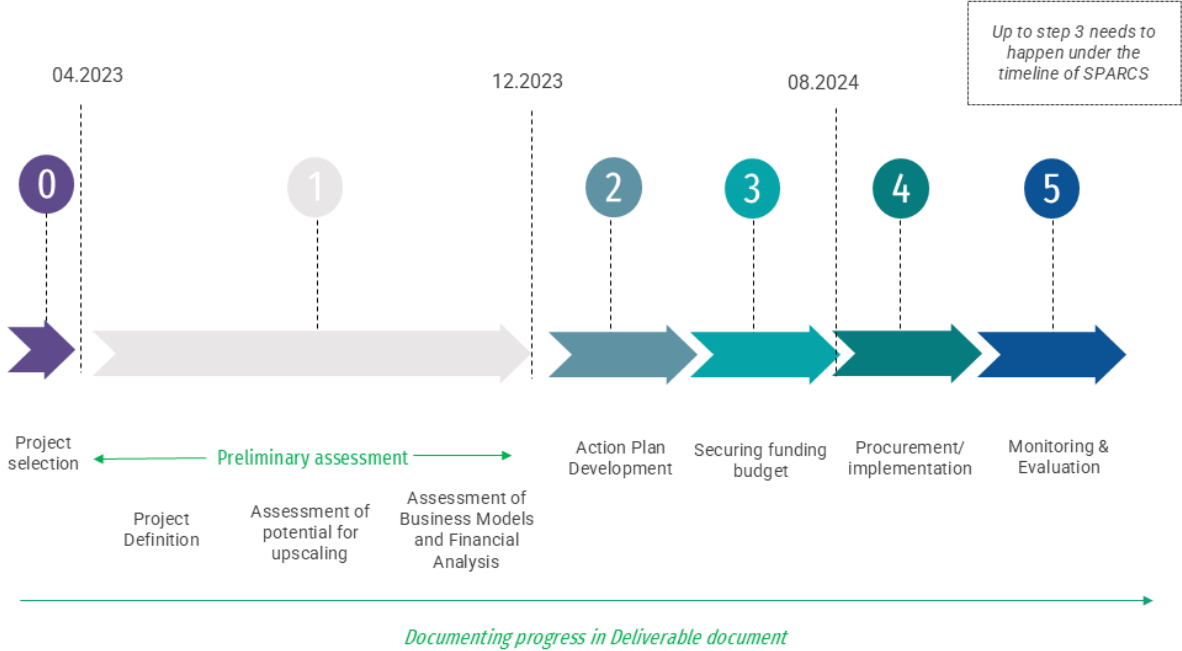 Up to step 3 needs to
happen under the
timeline of SPARCS
04.2023
12.2023
08.2024
0
1
2
3
4
5
Project
selection
Preliminary assessment
Project
Definition
Assessment of
potential for
upscaling
Assessment of
Business Models
and Financial
Analysis
Action Plan
Development
Securing funding
budget
Procurement/
implementation
Monitoring &
Evaluation
Documenting progress in Deliverable document